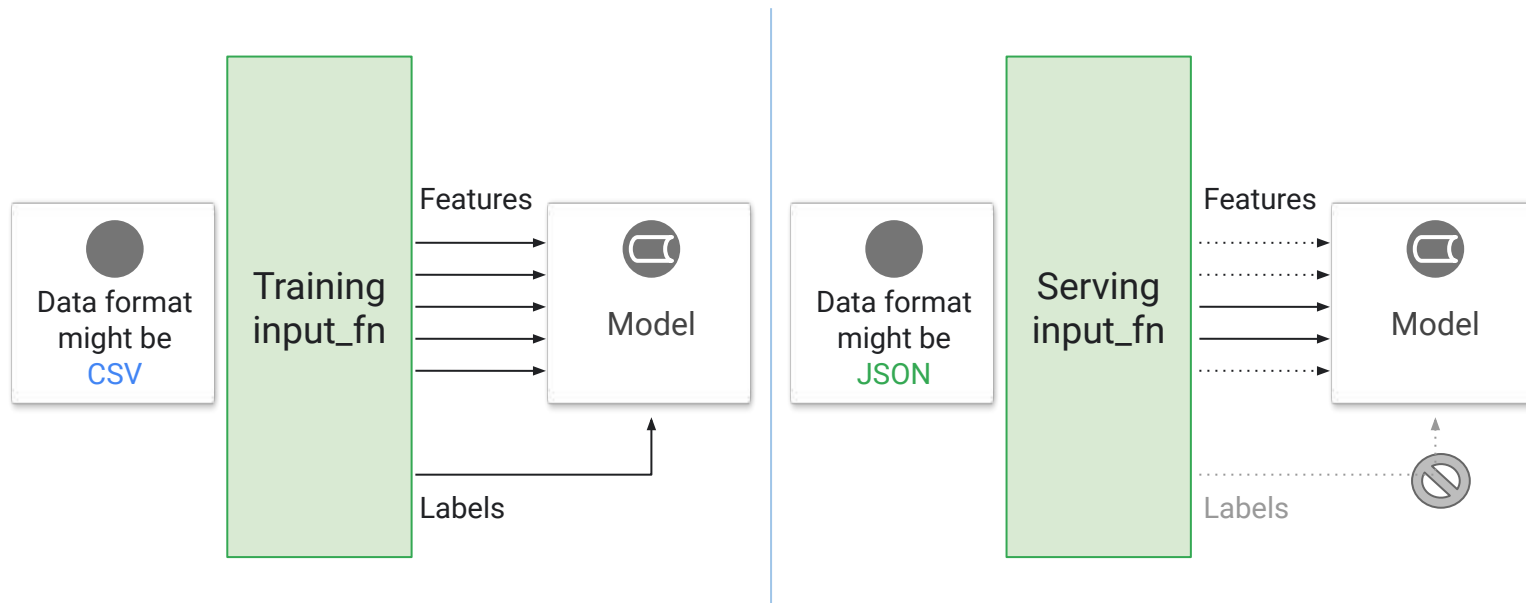 Features
Data format
might be
CSV
Training
input_fn
Model
Labels
Features
Data format
might be
JSON
Serving
input_fn
Model
Labels